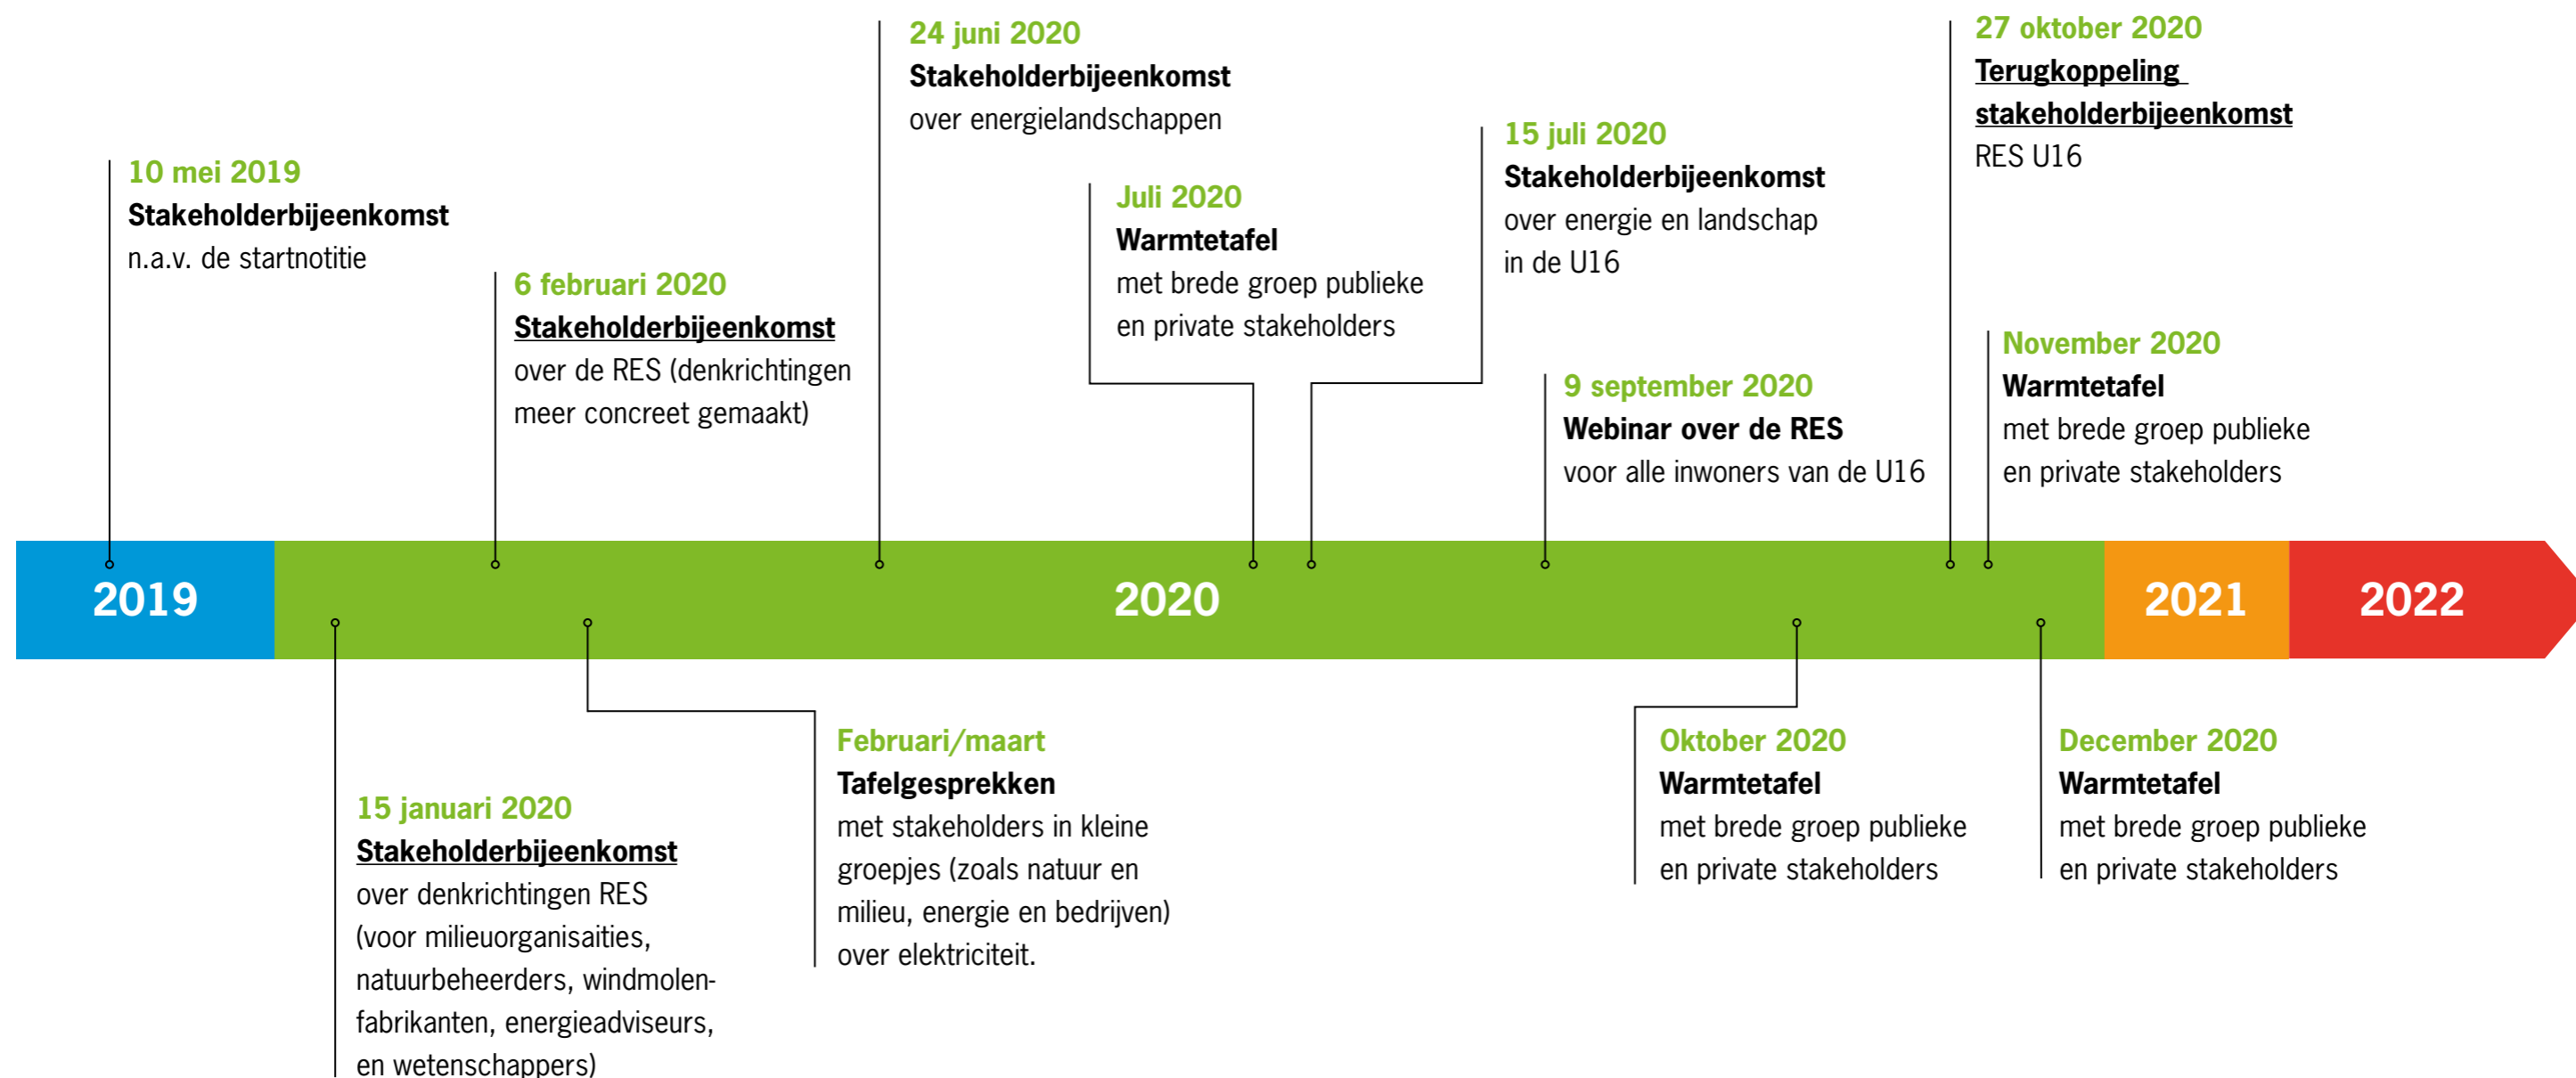 10 mei 2019
Stakeholderbijeenkomst
n.a.v. de startnotitie
6 februari 2020
Stakeholderbijeenkomst
over de RES (denkrichtingen
meer concreet gemaakt)
24 juni 2020
Stakeholderbijeenkomst
over energielandschappen
Juli 2020
Warmtetafel
met brede groep publieke
en private stakeholders
15 juli 2020
Stakeholderbijeenkomst
over energie en landschap
in de U16
9 september 2020
Webinar over de RES
voor alle inwoners van de U16
27 oktober 2020
Terugkoppeling
stakeholderbijeenkomst
RES U16
November 2020
Warmtetafel
met brede groep publieke
en private stakeholders
2019
2020
2021
2022
15 januari 2020
Stakeholderbijeenkomst
over denkrichtingen RES
(voor milieuorganisaities,
natuurbeheerders, windmolen-
fabrikanten, energieadviseurs,
en wetenschappers)
Februari/maart
Tafelgesprekken
met stakeholders in kleine
groepjes (zoals natuur en
milieu, energie en bedrijven)
over elektriciteit.
Oktober 2020
Warmtetafel
met brede groep publieke
en private stakeholders
December 2020
Warmtetafel
met brede groep publieke
en private stakeholders